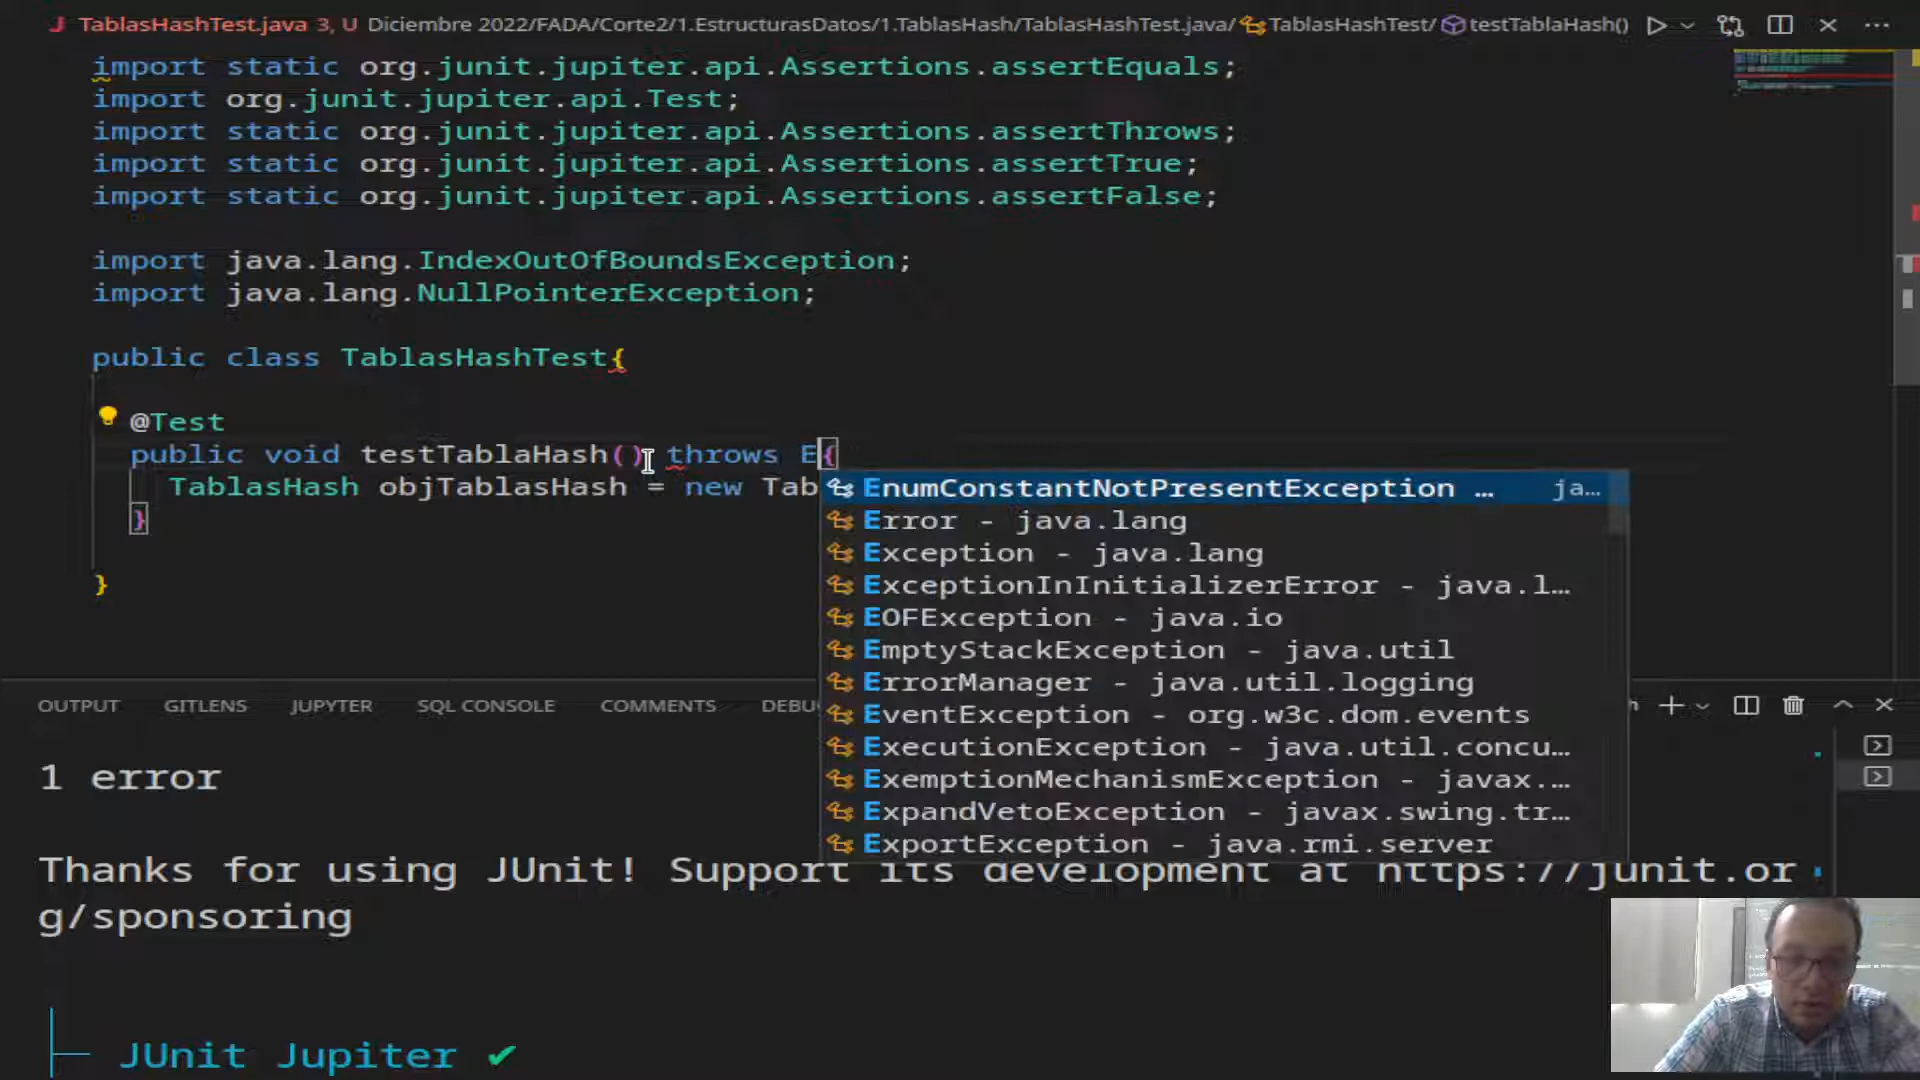 J TablasHashTest.java 3, U Diciembre 2022/FADA/Corte2/1.EstructurasDatos/1.TablasHash/TablasHashTest.java/ TablasHashTest/ testTablaHash()
import static org.junit.jupiter.api.Assertions.assertEquals;
import org.junit.jupiter.api.Test;
import static org.junit.jupiter.api.Assertions.assertThrows;
import static org.junit.jupiter.api.Assertions.assertTrue;
import static org.junit.jupiter.api.Assertions.assertFalse;
import java.lang.IndexOutOfBoundsException;
import java.lang.NullPointerException;
public class TablasHashTest{
@Test
public void testTablaHash() throws E{
TablasHash objTablasHash = new Tab
}
}
EnumConstantNotPresentException … ja…
Error - java.lang
Exception - java.lang
ExceptionInInitializerError - java.l…
EOFException - java.io
EmptyStackException - java.util
ErrorManager - java.util.logging
EventException - org.w3c.dom.events
ExecutionException - java.util.concu…
ExemptionMechanismException - javax.…
ExpandVetoException - javax.swing.tr…
ExportException - java.rmi.server
OUTPUT GITLENS JUPYTER SQL CONSOLE COMMENTS DEBU
1 error
Thanks for using JUnit! Support its development at https://junit.or
g/sponsoring
JUnit Jupiter ✔